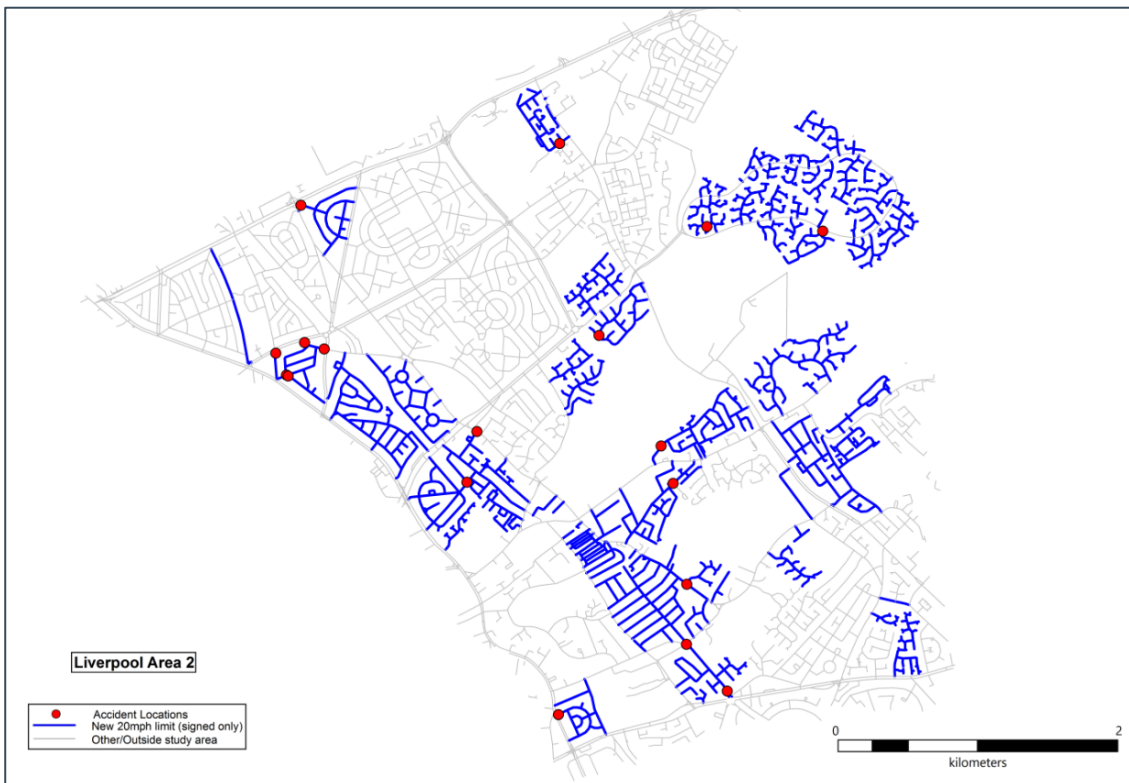 Liverpool Area 2
Accident Locations
New 20mph limit (signed only)
Other/Outside study area
0 2
kilometers